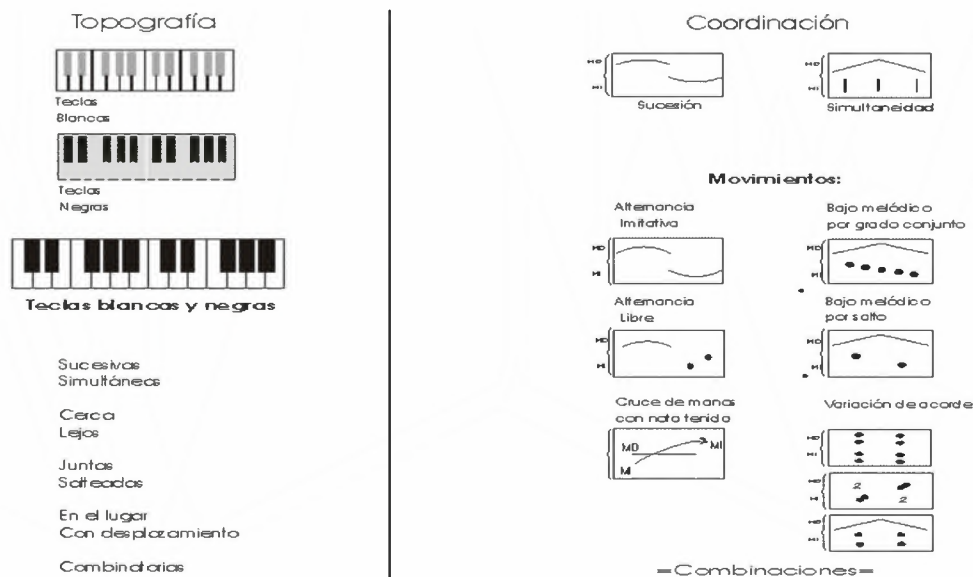 Topografía
Teclas
Blancas
Teclas
Negras
Teclas blancas y negras
Sucesivas
Simultáneas
Cerca
Lejos
Juntas
Salteadas
En el lugar
Con desplazamiento
Combinatorias
Coordinación
MD
MI
Sucesión
MD
MI
Simultaneidad
Movimientos:
Alternancia
Imitativa
MD
MI
Bajo melódico
por grado conjunto
MD
MI
Alternancia
Libre
MD
MI
Bajo melódico
por salto
MD
MI
Cruce de manos
con nota tenida
MD
MI
MI
Variación de acorde
MD
MI
MD
2
MI
2
MD
MI
=Combinaciones=